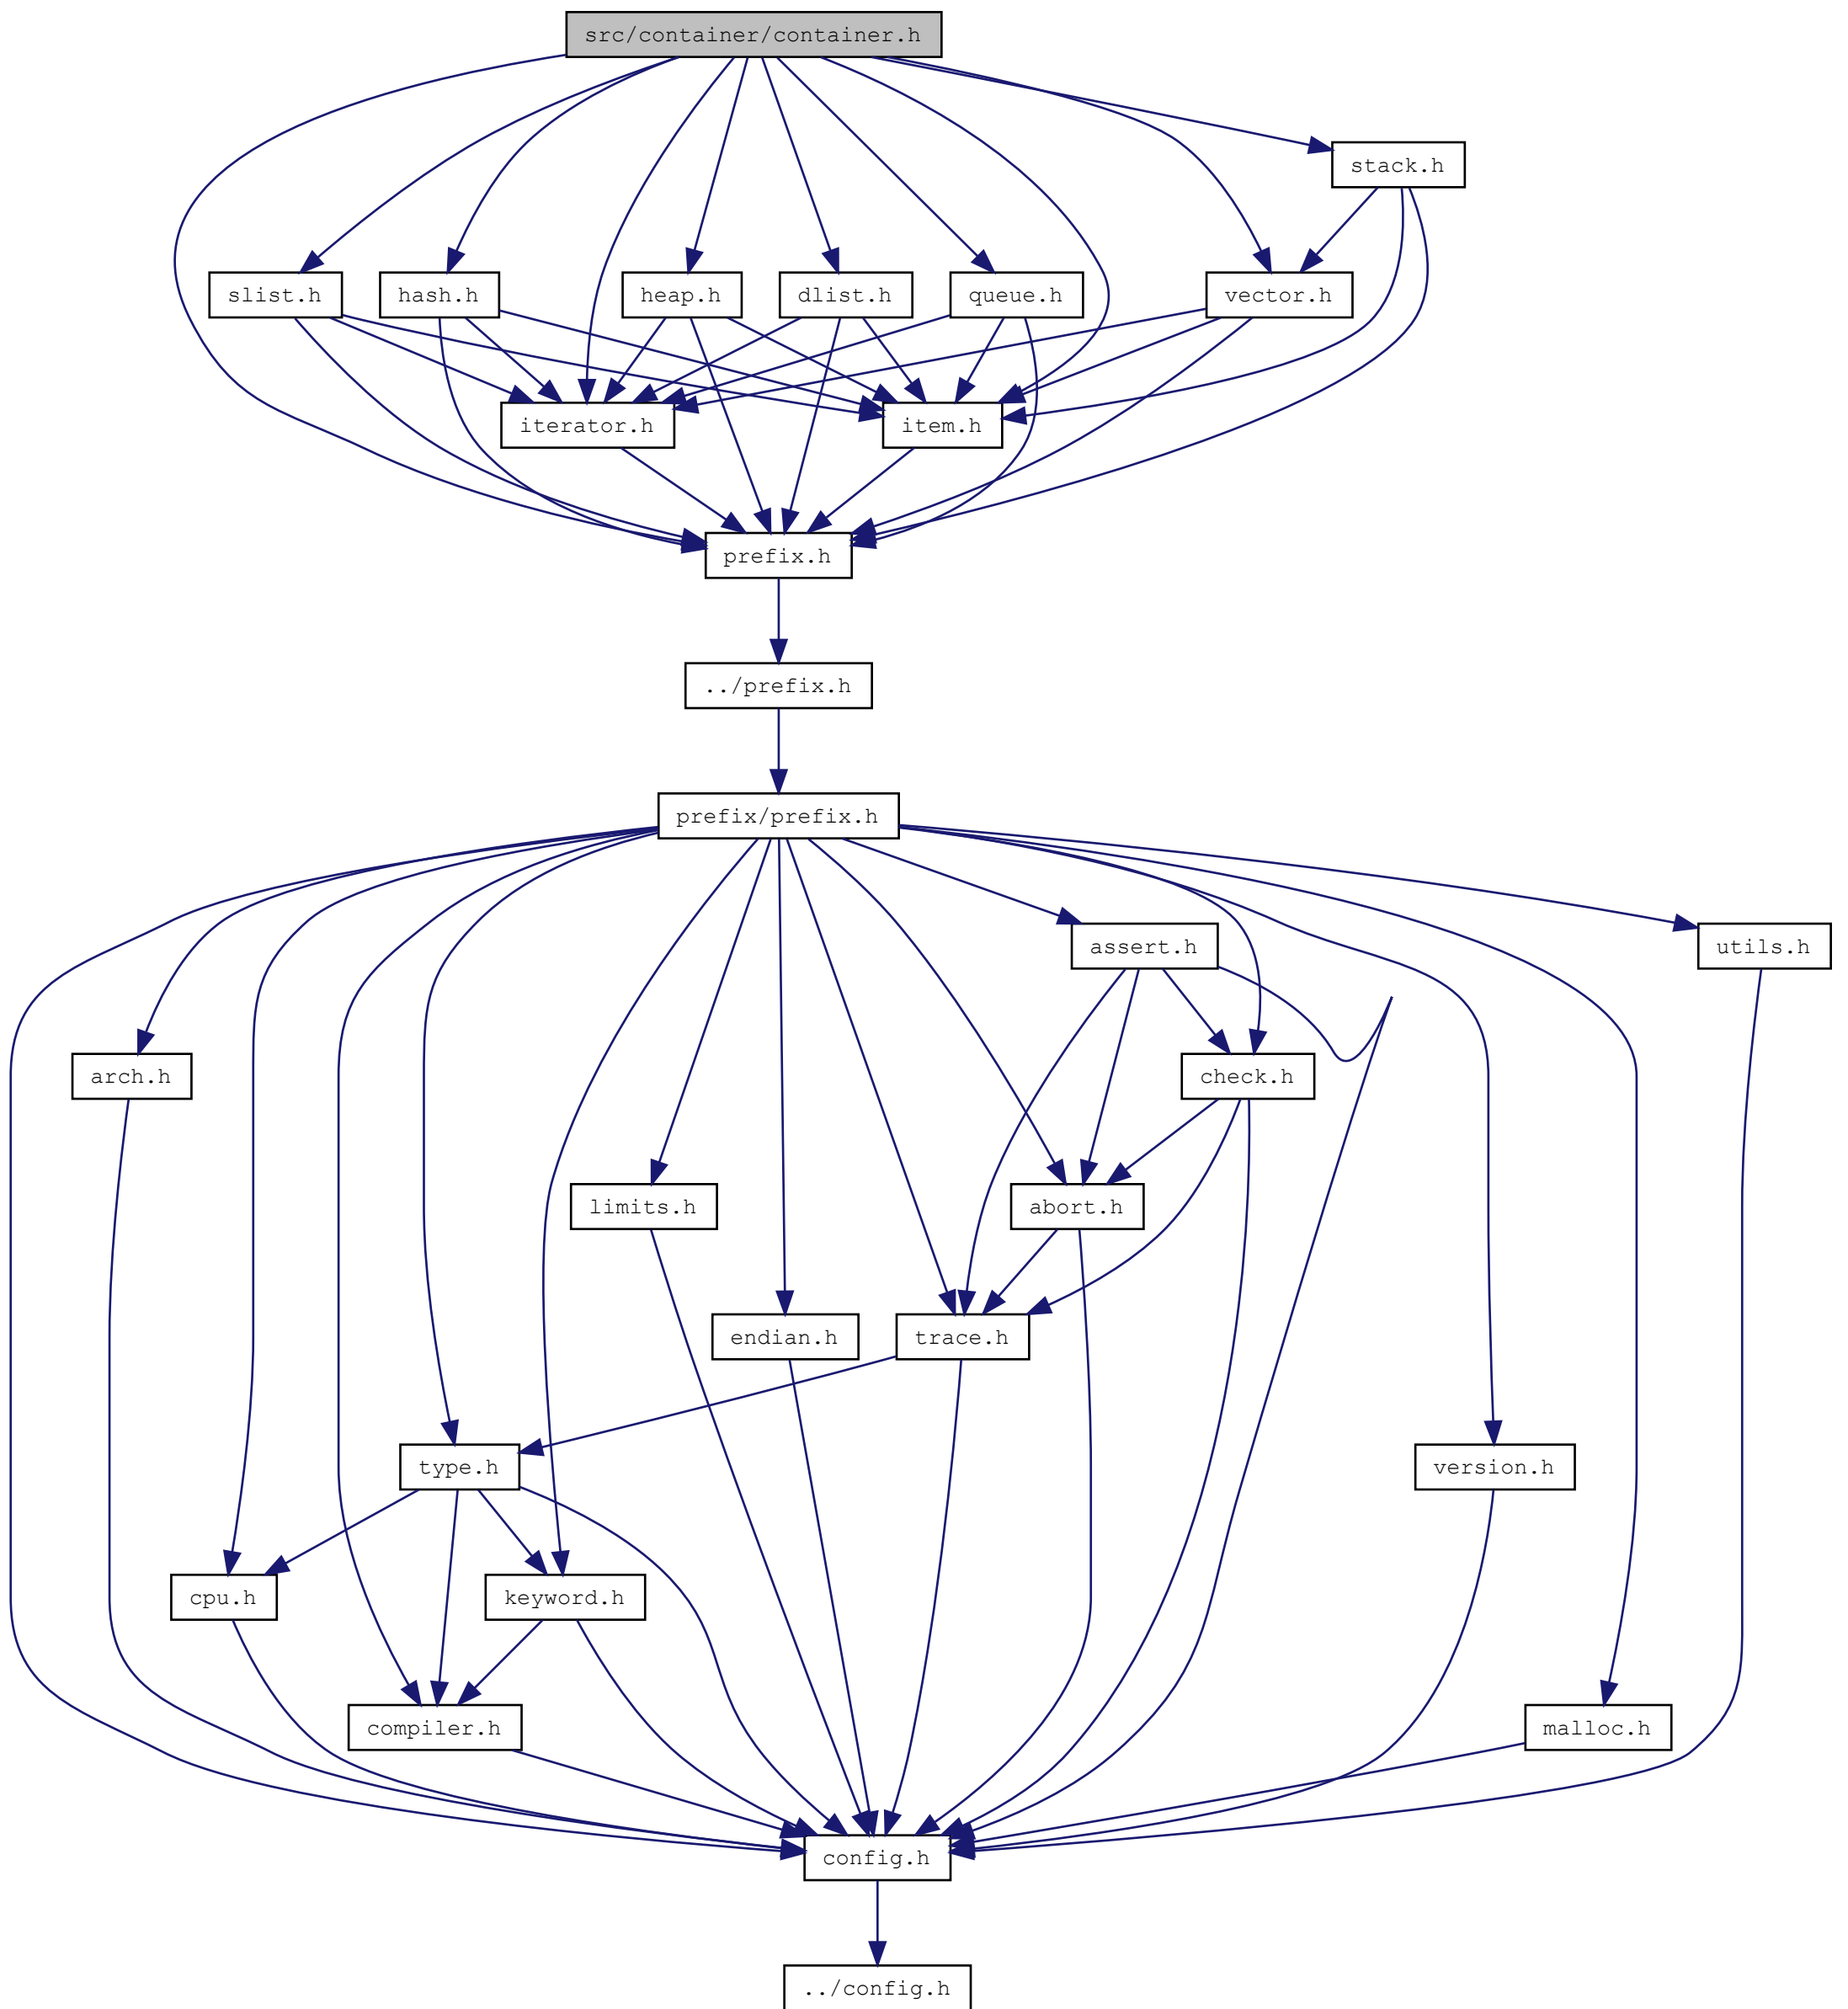 src/container/container.h
stack.h
slist.h
hash.h
heap.h
dlist.h
queue.h
vector.h
iterator.h
item.h
prefix.h
../prefix.h
prefix/prefix.h
assert.h
utils.h
arch.h
check.h
limits.h
abort.h
endian.h
trace.h
type.h
version.h
cpu.h
keyword.h
compiler.h
malloc.h
config.h
../config.h